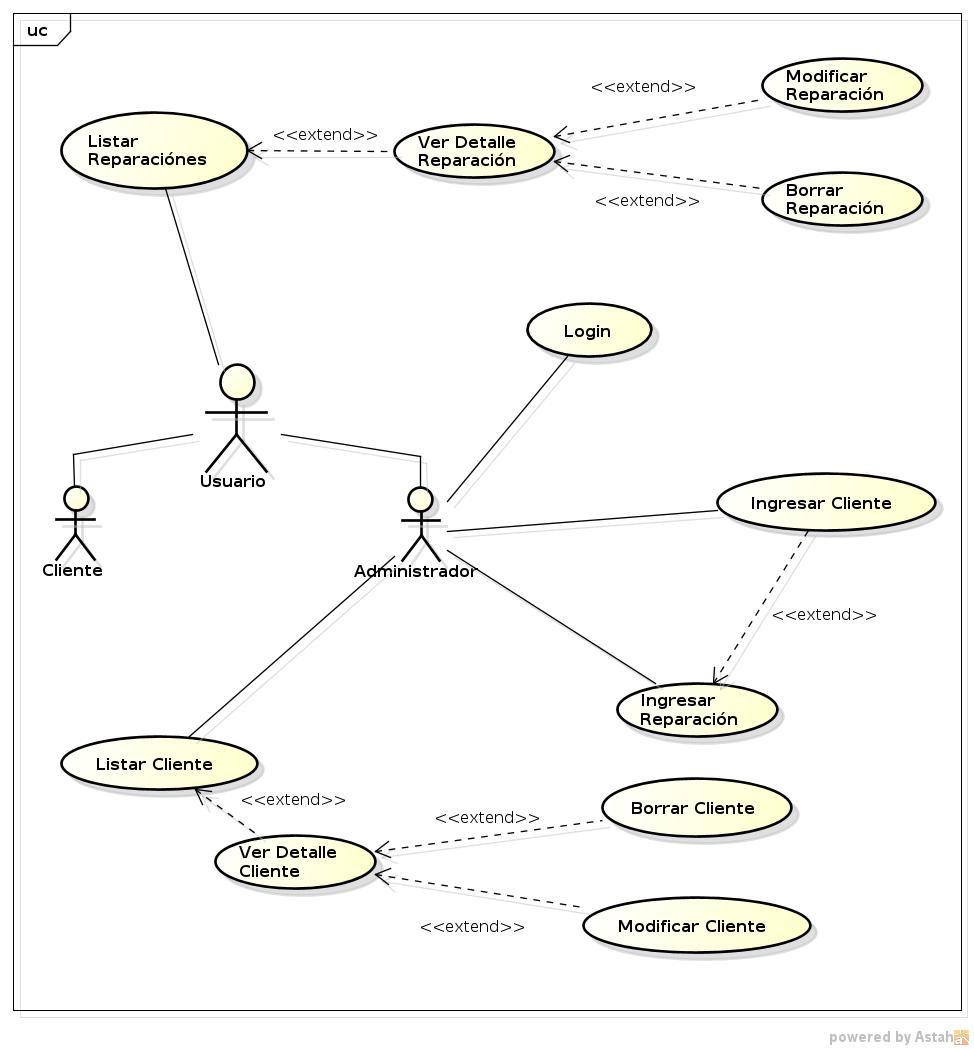 uc
Modificar
Reparación
<<extend>>
Listar
Reparaciónes
<<extend>>
Ver Detalle
Reparación
Borrar
Reparación
<<extend>>
Login
Usuario
Ingresar Cliente
Cliente
Administrador
<<extend>>
Ingresar
Reparación
Listar Cliente
<<extend>>
Borrar Cliente
<<extend>>
Ver Detalle
Cliente
Modificar Cliente
<<extend>>
powered by Astah